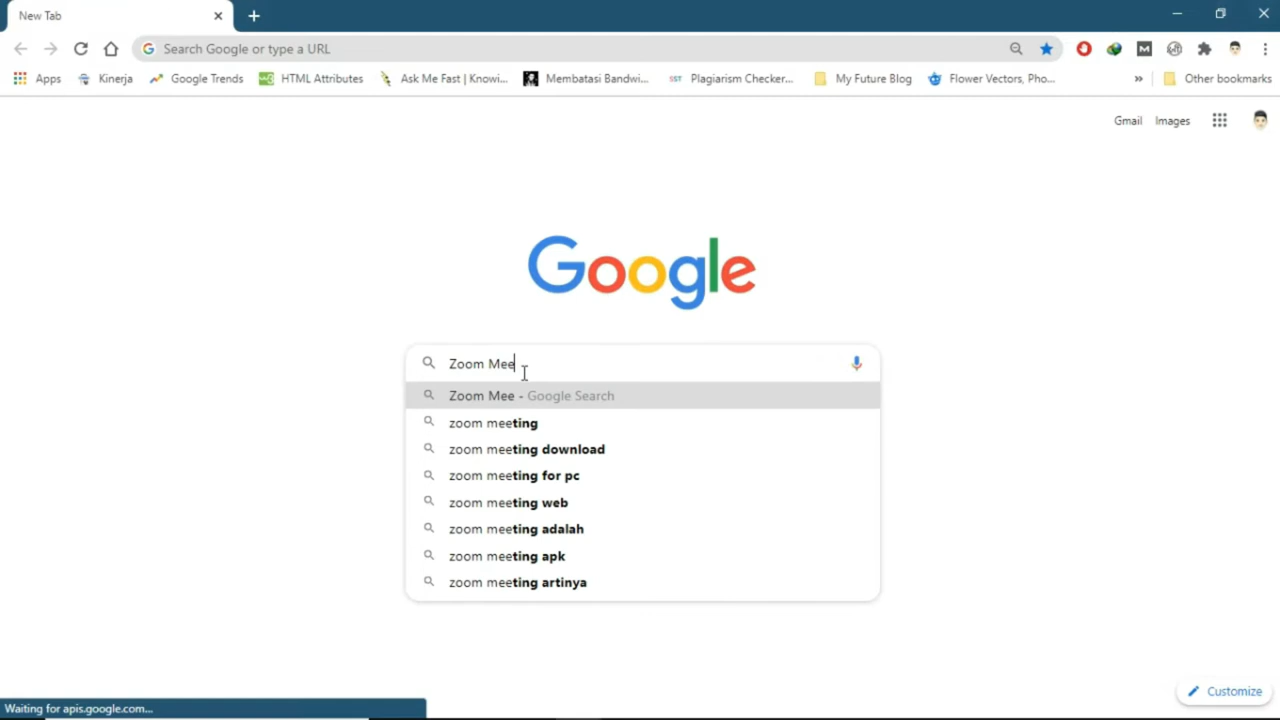 New Tab
Search Google or type a URL
Apps Kinerja Google Trends HTML Attributes Ask Me Fast | Knowi... Membatasi Bandwi... Plagiarism Checker... My Future Blog Flower Vectors, Pho... » Other bookmarks
Gmail Images
Google
Zoom Mee
Zoom Mee - Google Search
zoom meeting
zoom meeting download
zoom meeting for pc
zoom meeting web
zoom meeting adalah
zoom meeting apk
zoom meeting artinya
Customize
Waiting for apis.google.com...